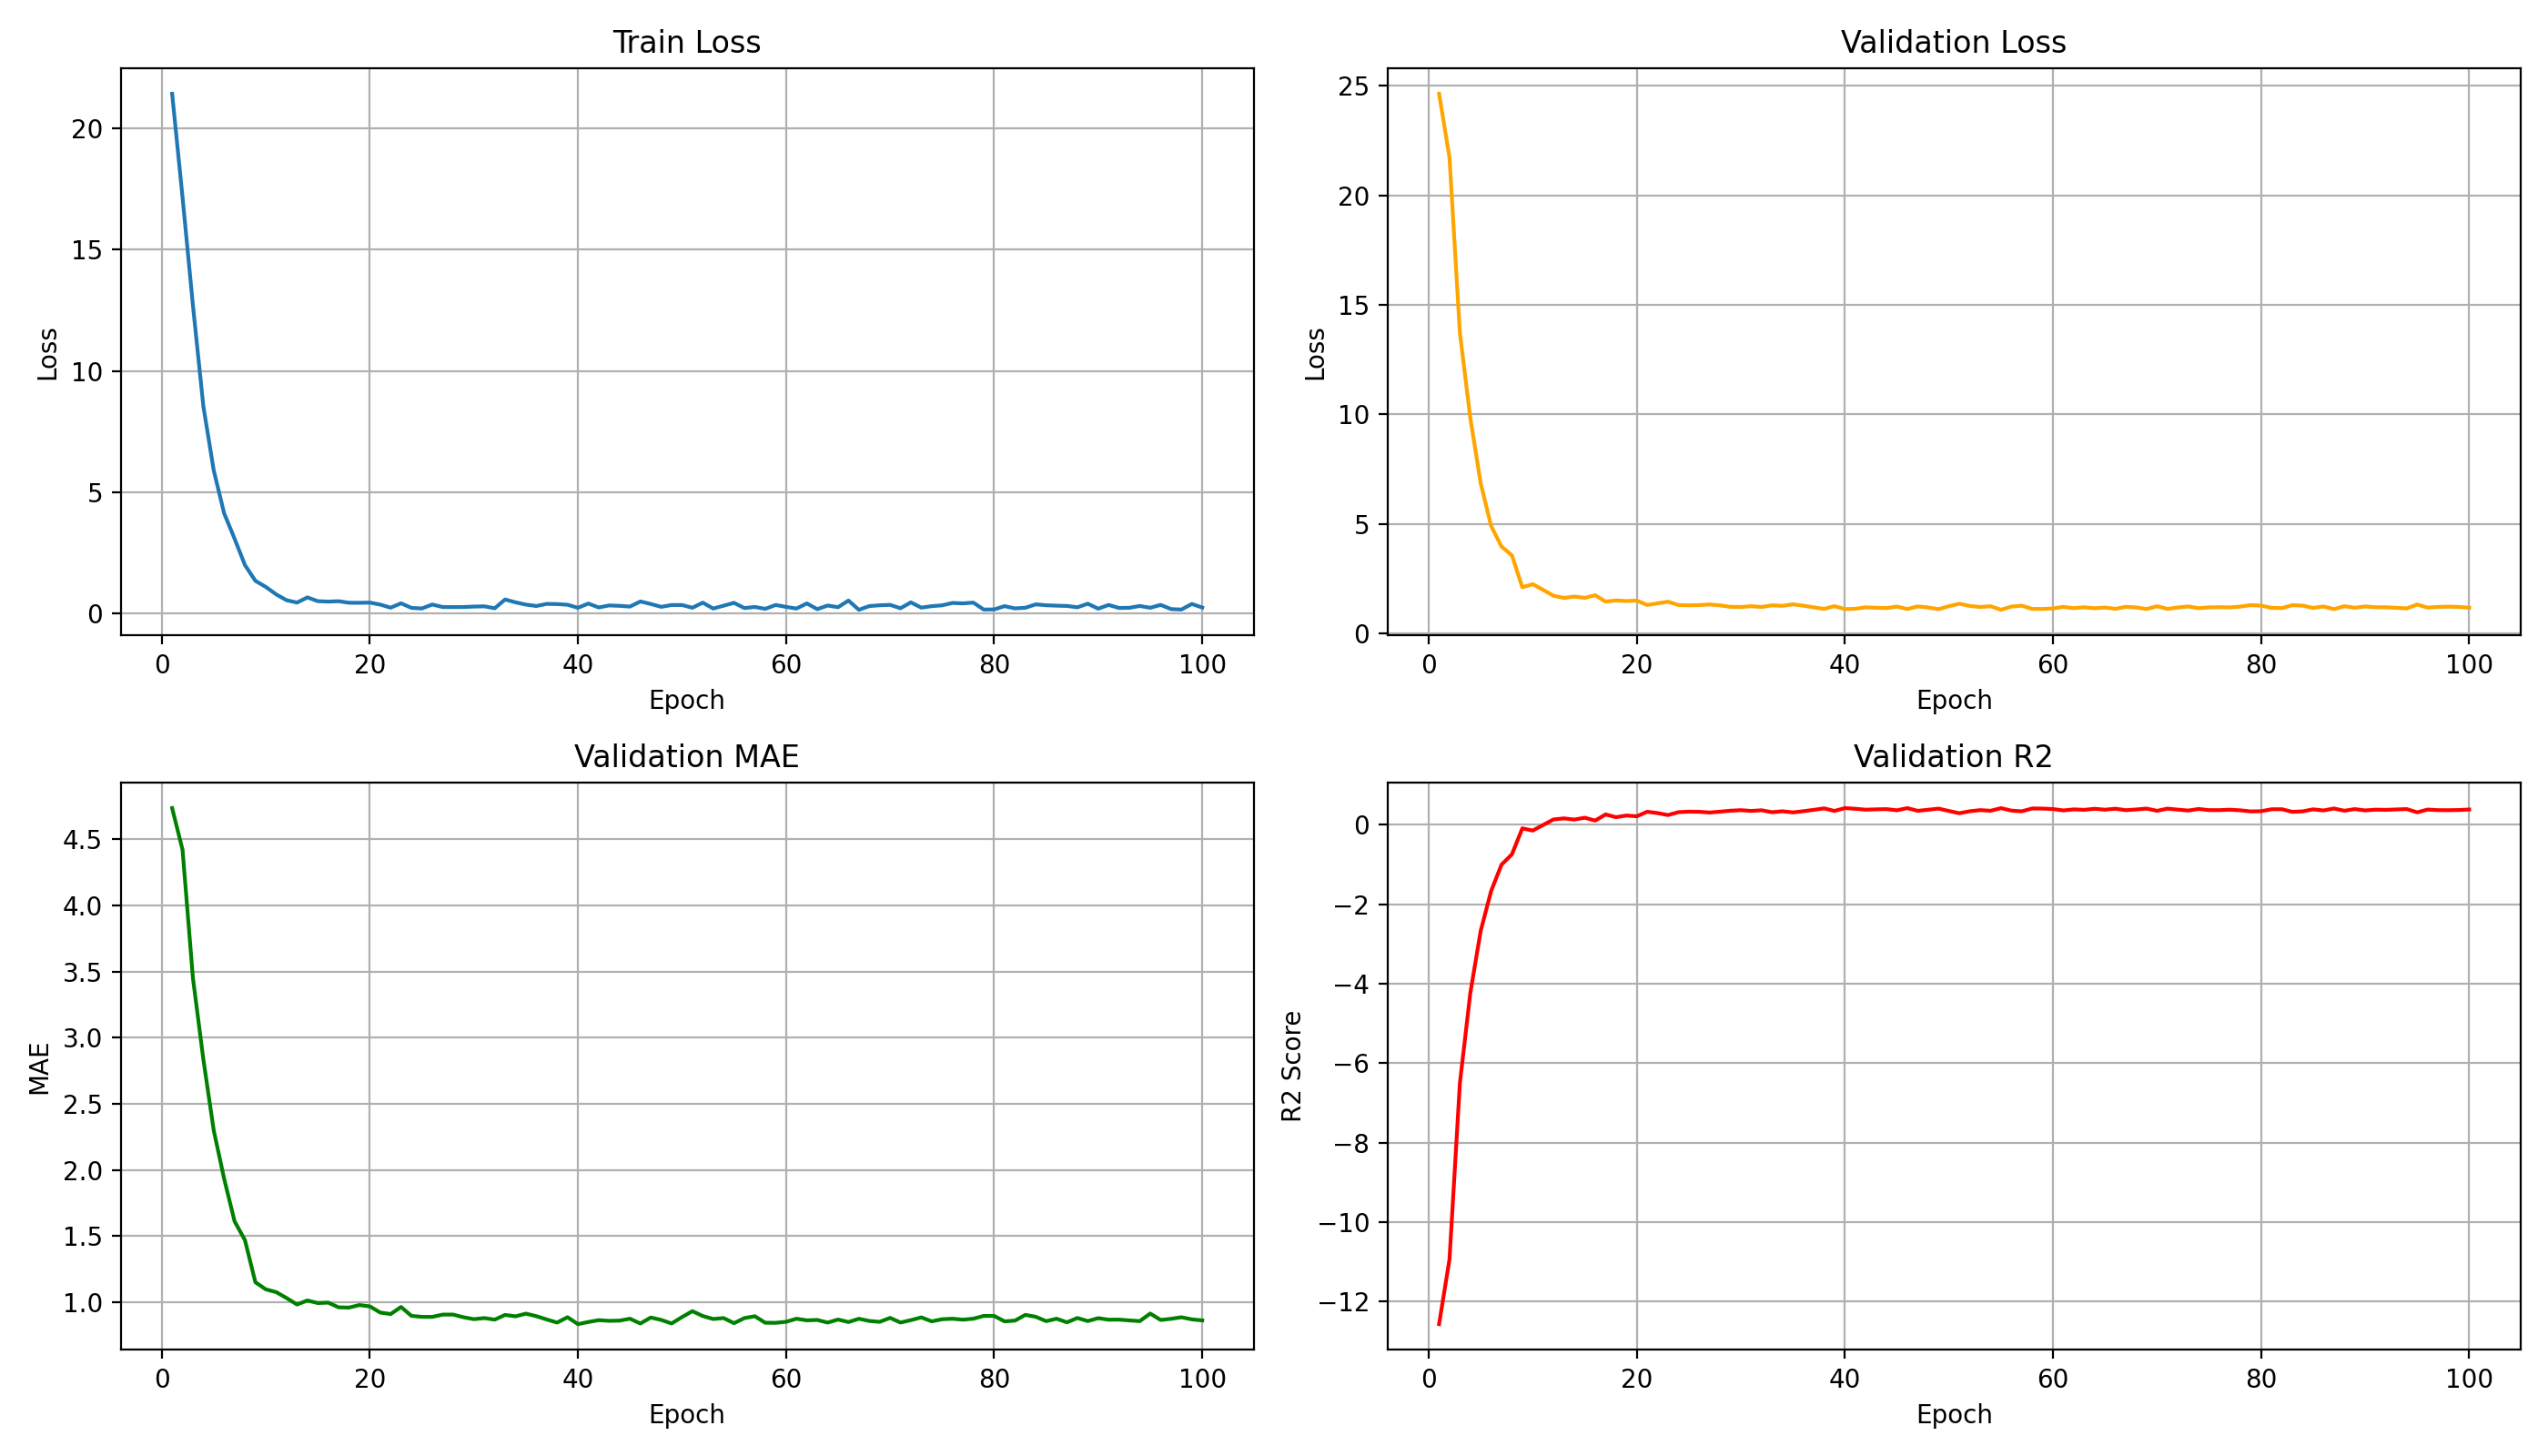 Train Loss
Loss
20
15
10
5
0
0 20 40 60 80 100
Epoch
Validation Loss
Loss
25
20
15
10
5
0
0 20 40 60 80 100
Epoch
Validation MAE
MAE
4.5
4.0
3.5
3.0
2.5
2.0
1.5
1.0
0 20 40 60 80 100
Epoch
Validation R2
R2 Score
0
−2
−4
−6
−8
−10
−12
0 20 40 60 80 100
Epoch